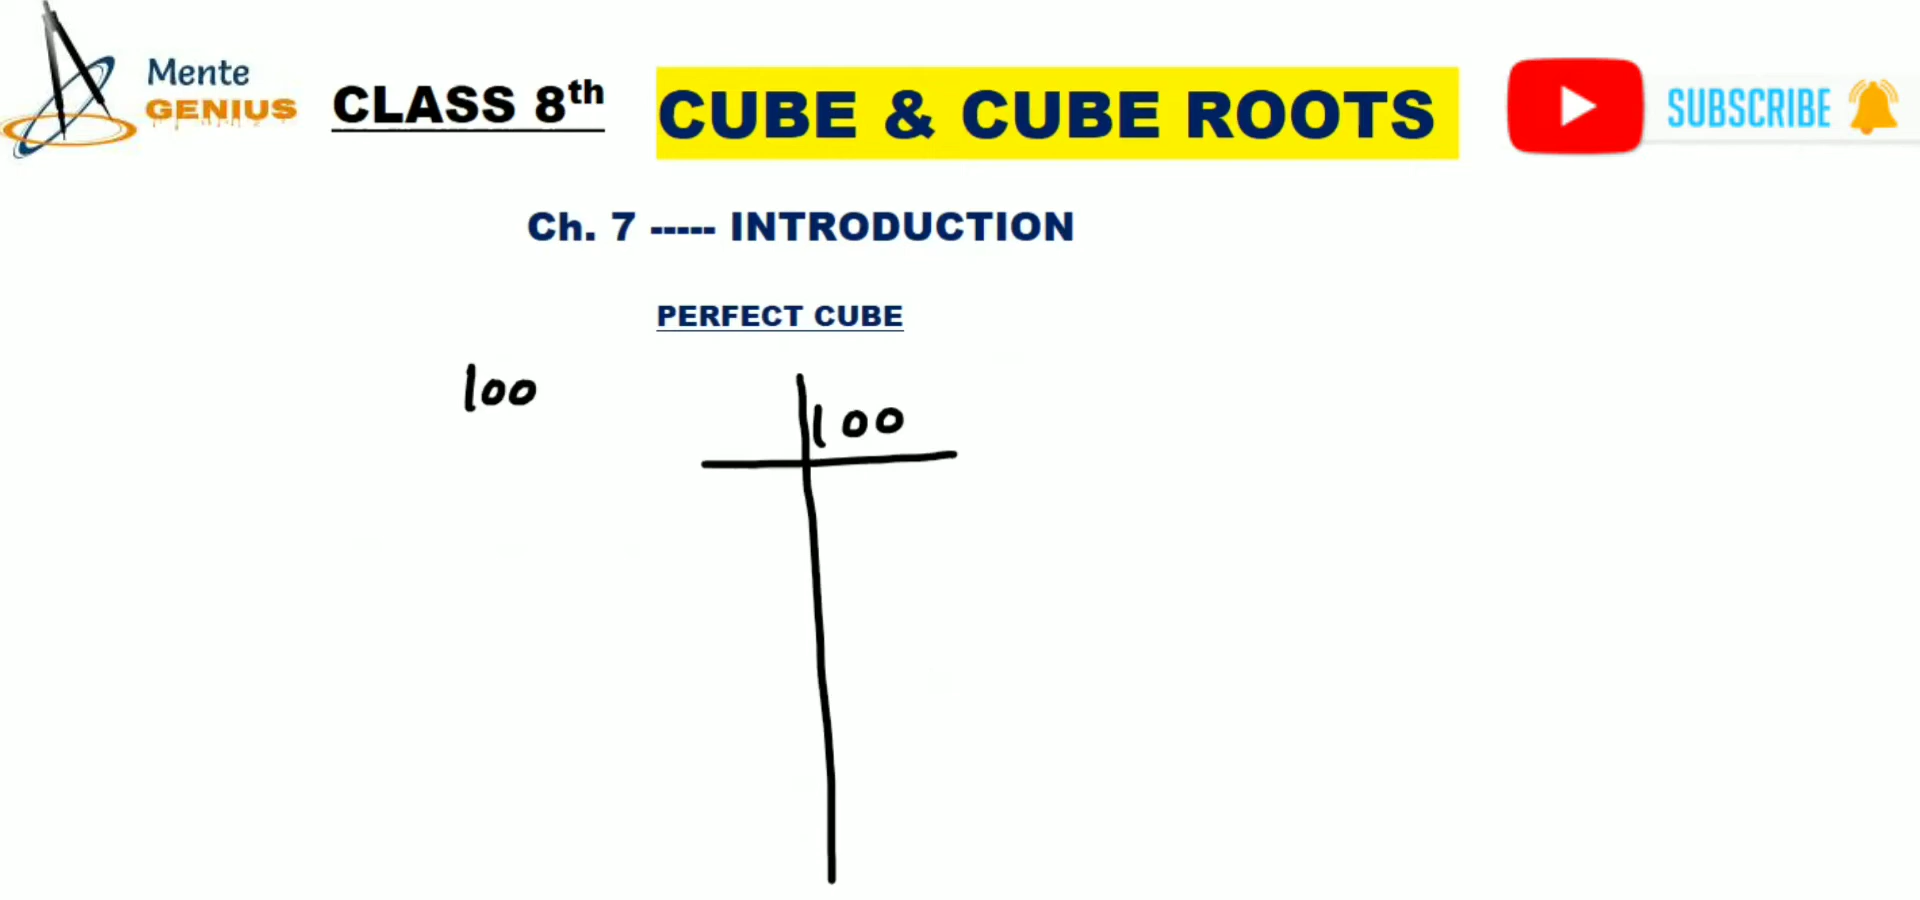 Mente
GENIUS
CLASS 8th
CUBE & CUBE ROOTS
SUBSCRIBE
Ch. 7 ----- INTRODUCTION
PERFECT CUBE
100
100